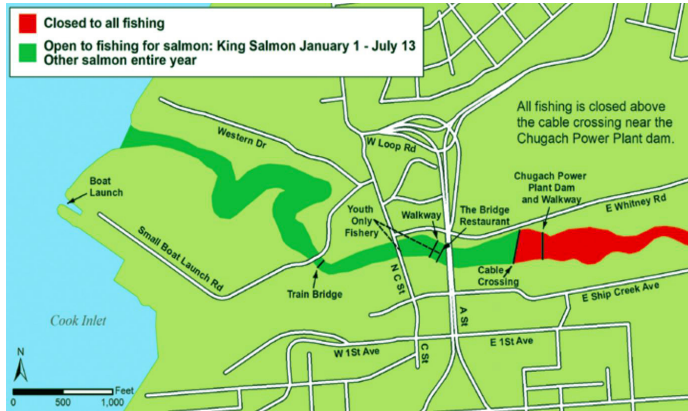 Closed to all fishing
Open to fishing for salmon: King Salmon January 1 - July 13
Other salmon entire year
All fishing is closed above
the cable crossing near the
Chugach Power Plant dam.
Western Dr
W Loop Rd
Boat
Launch
Chugach Power
Plant Dam
and Walkway
E Whitney Rd
Youth
Only
Fishery
Walkway
The Bridge
Restaurant
Small Boat Launch Rd
Train Bridge
N C St
Cable
Crossing
E Ship Creek Ave
Cook Inlet
A St
E 1St Ave
W 1St Ave
C St
N
Feet
0 500 1,000